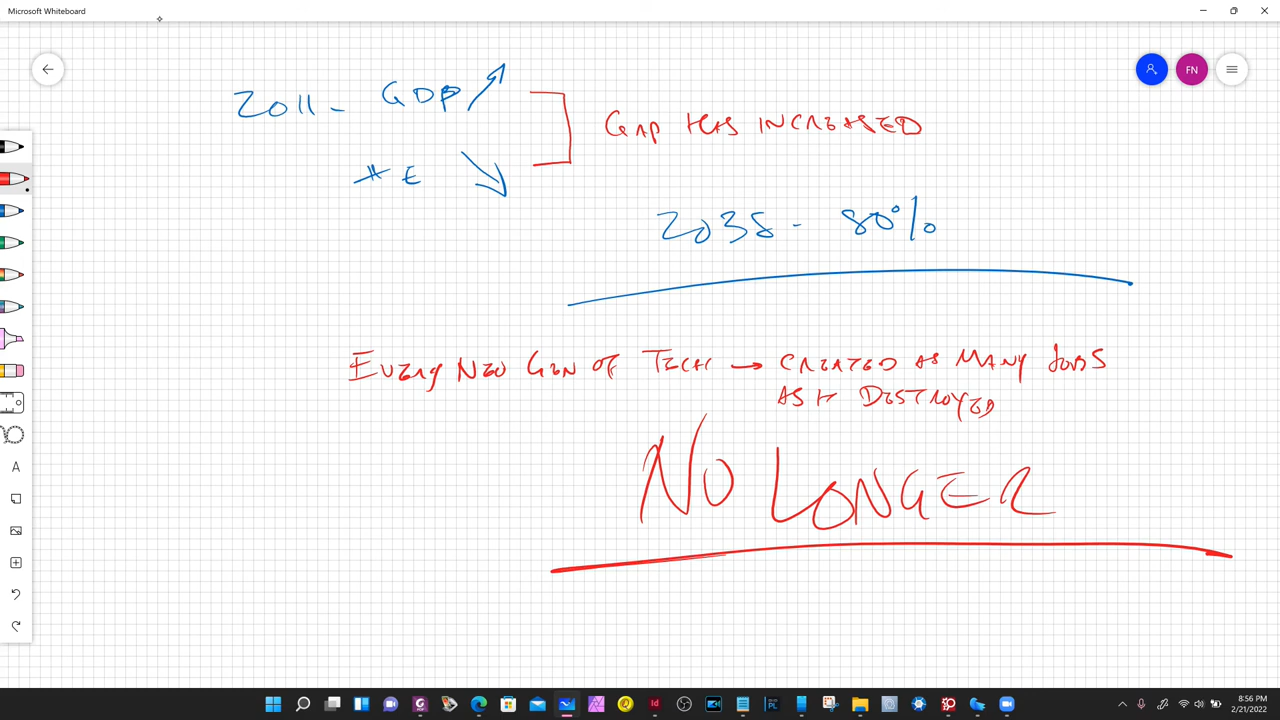 Microsoft Whiteboard
FN
2011 - GDP
GAP HAS INCREASED
# E
2038 - 80%
EVERY NEW GEN OF TECH → CREATED AS MANY JOBS
AS IT DESTROYED
NO LONGER
A
8:56 PM
2/21/2022